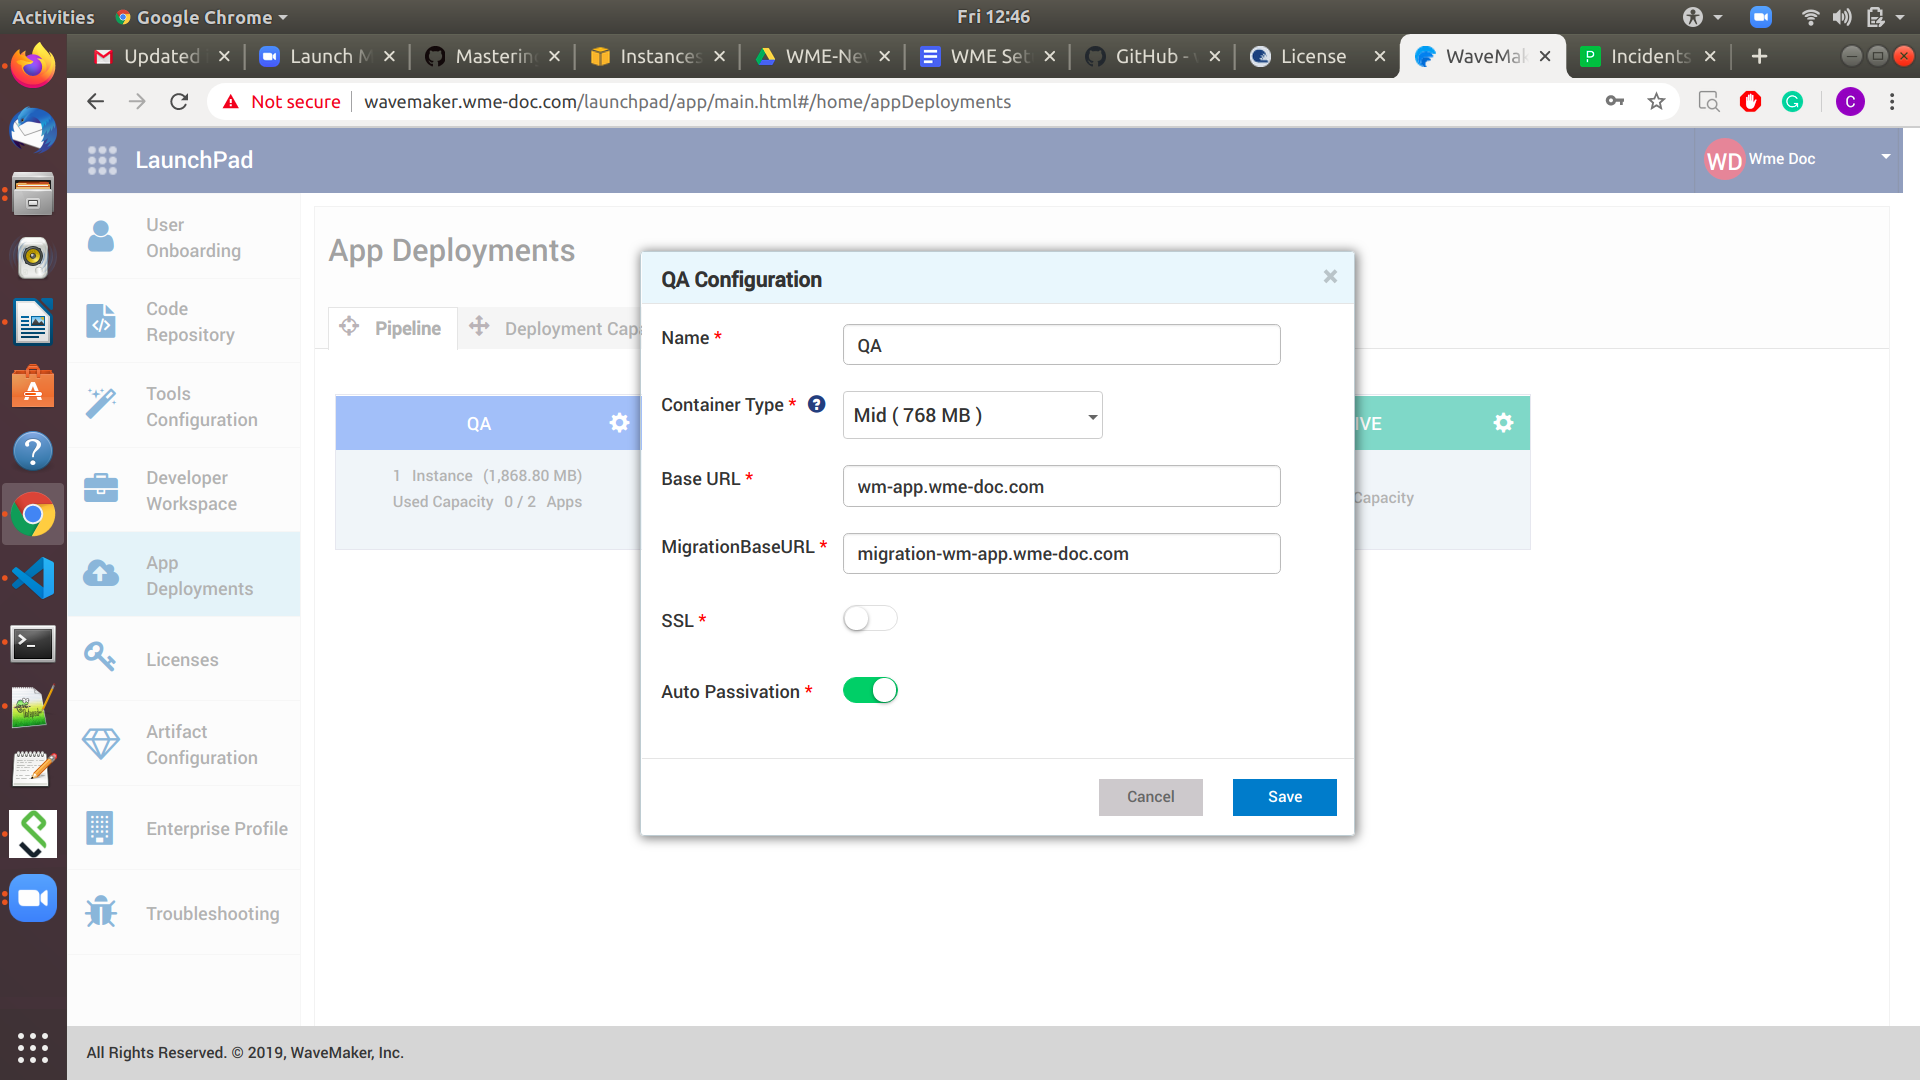 Activities Google Chrome Fri 12:46
Updated Launch M Mastering Instances WME-Nev WME Set GitHub - License WaveMak Incidents
Not secure wavemaker.wme-doc.com/launchpad/app/main.html#/home/appDeployments C
LaunchPad WD Wme Doc
User
Onboarding
Code
Repository
Tools
Configuration
Developer
Workspace
App
Deployments
Licenses
Artifact
Configuration
Enterprise Profile
Troubleshooting
App Deployments
Pipeline Deployment Capa
QA
1 Instance (1,868.80 MB)
Used Capacity 0 / 2 Apps
IVE
Capacity
QA Configuration ×
Name * QA
Container Type * ? Mid ( 768 MB )
Base URL * wm-app.wme-doc.com
MigrationBaseURL * migration-wm-app.wme-doc.com
SSL *
Auto Passivation *
Cancel Save
All Rights Reserved. © 2019, WaveMaker, Inc.